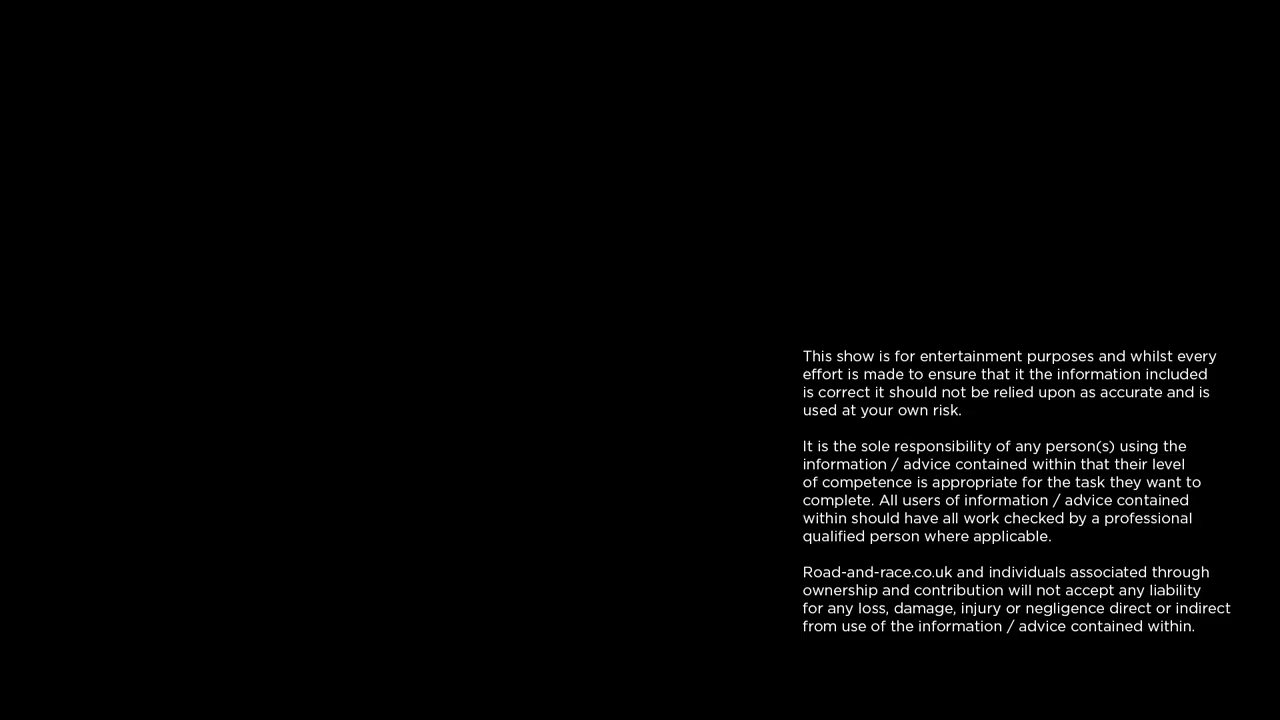 This show is for entertainment purposes and whilst every
effort is made to ensure that it the information included
is correct it should not be relied upon as accurate and is
used at your own risk.
It is the sole responsibility of any person(s) using the
information / advice contained within that their level
of competence is appropriate for the task they want to
complete. All users of information / advice contained
within should have all work checked by a professional
qualified person where applicable.
Road-and-race.co.uk and individuals associated through
ownership and contribution will not accept any liability
for any loss, damage, injury or negligence direct or indirect
from use of the information / advice contained within.